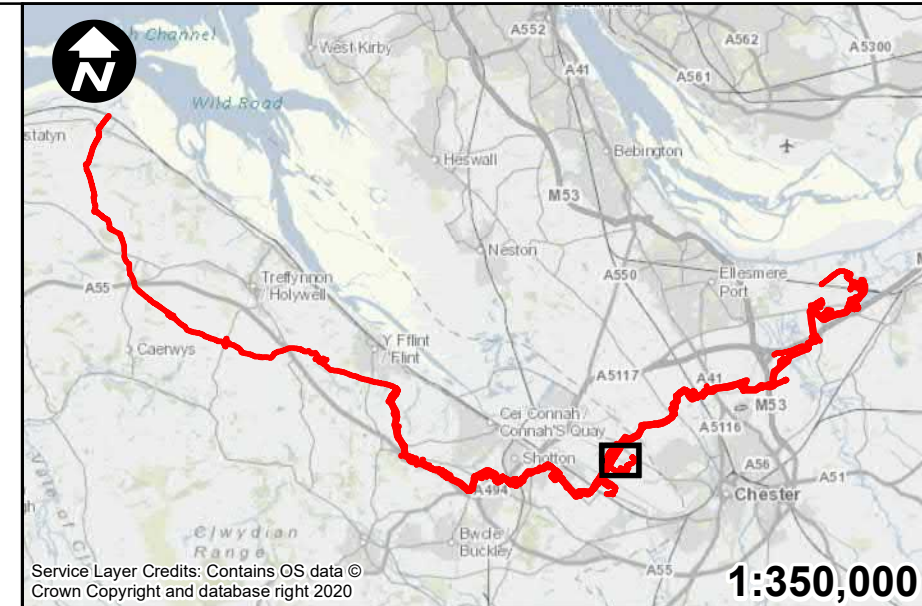 N
h Channel
West Kirby
A552
A562
A5300
A41
A561
Wild Road
statyn
Heswall
Bebington
M53
Neston
A550
Ellesmere
Port
Treffynnon
Holywell
A55
Caerwys
Y Fflint
Flint
A5117
A41
M53
Cei Connah /
Connah'S Quay
A5116
Shotton
A56
A51
A494
Chester
Clwydian
Range
Bwcle
Buckley
A55
Service Layer Credits: Contains OS data ©
Crown Copyright and database right 2020
1:350,000